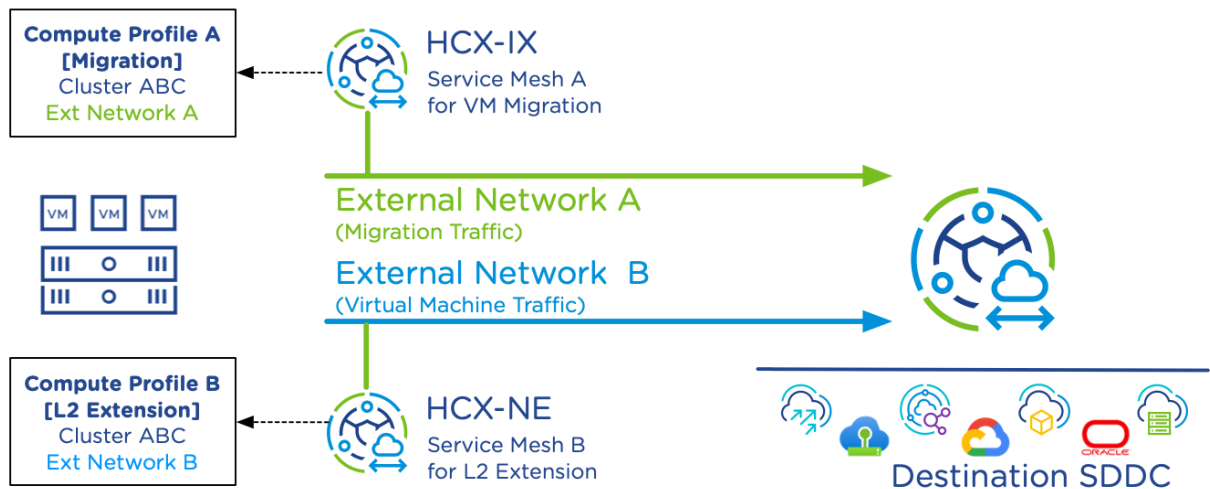 Compute Profile A
[Migration]
Cluster ABC
Ext Network A
HCX-IX
Service Mesh A
for VM Migration
External Network A
(Migration Traffic)
VM VM VM
External Network B
(Virtual Machine Traffic)
Compute Profile B
[L2 Extension]
Cluster ABC
Ext Network B
HCX-NE
Service Mesh B
for L2 Extension
ORACLE
Destination SDDC